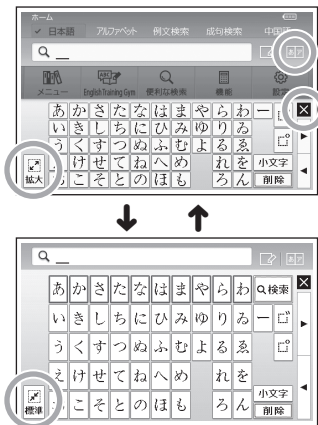 ホーム
✓ 日本語 アルファベット 例文検索 成句検索 中国語
あア
メニュー English Training Gym 便利な検索 機能 設定
あ か さ た な は ま や ら わ ー ゛
い き し ち に ひ み ゆ り ゐ
う く す つ ぬ ふ む よ る ゑ ゜
け せ て ね へ め れ を 小文字
拡大 こ そ と の ほ も ろ ん 削除
あア
あ か さ た な は ま や ら わ 検索
い き し ち に ひ み ゆ り ゐ ー ゛
う く す つ ぬ ふ む よ る ゑ ゜
え け せ て ね へ め れ を
標準 こ そ と の ほ も ろ ん 小文字
削除